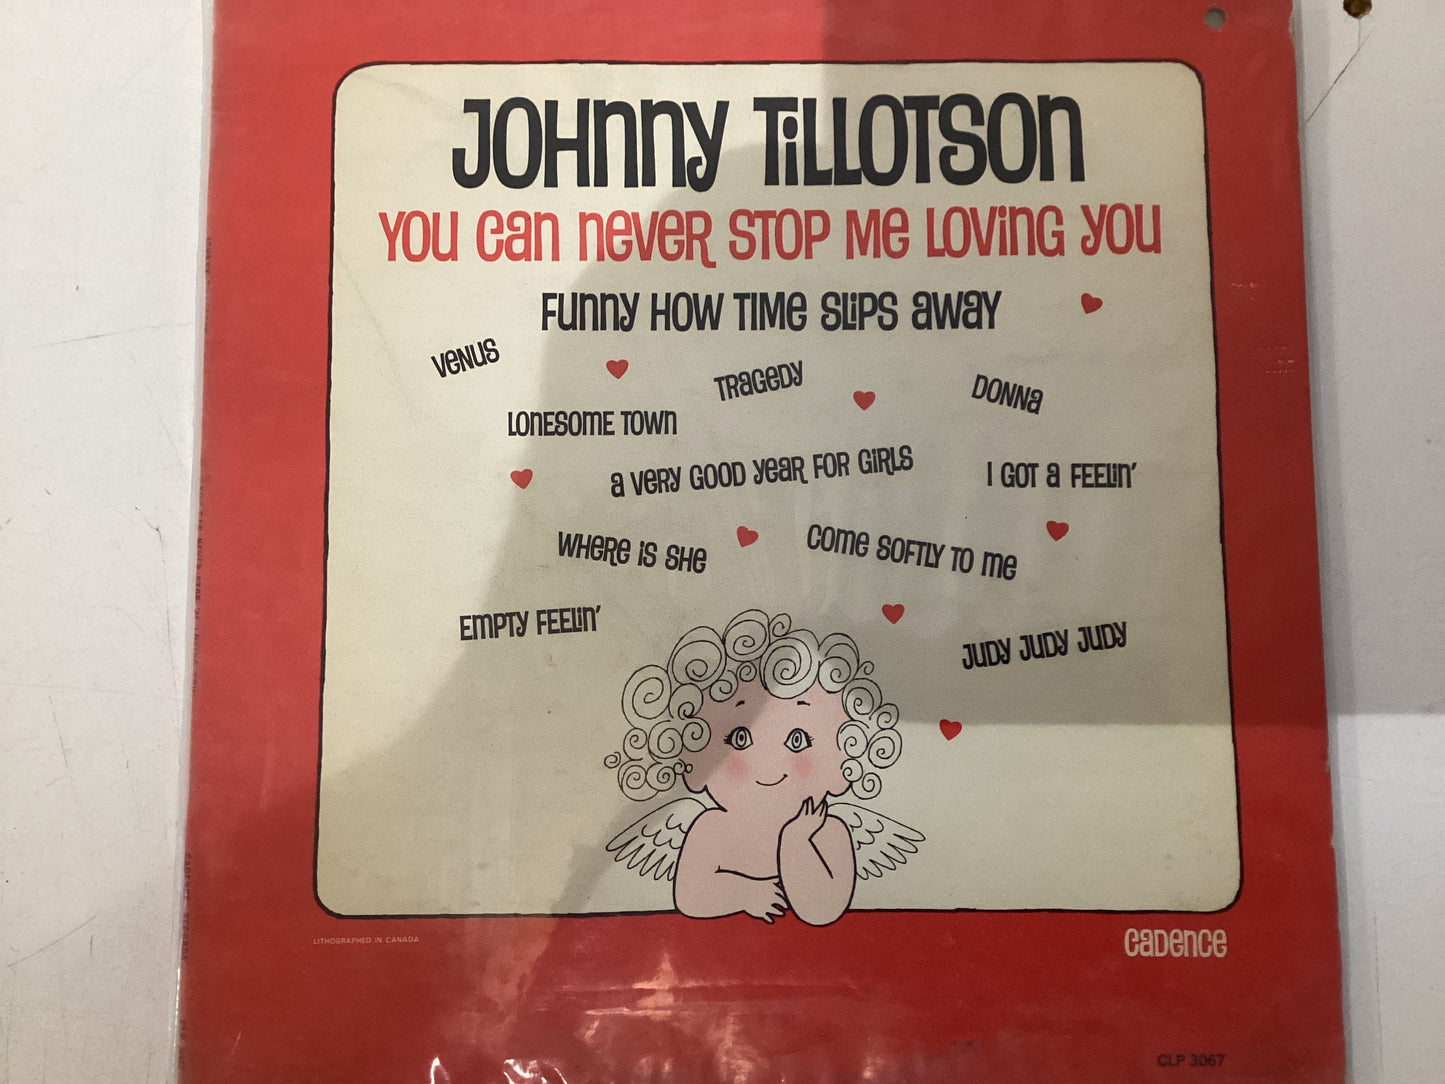 JOHnny TiLLOTSOn
YOU Can never STOP Me LOVing YOU
Funny HOW TIME SLiPS away
Venus
TRageDy
DOnna
LOneSOME TOWN
a Very GOOD year FOR GiRLS
I GOT a FEELin'
WHere iS SHe
Come SOFTLY TO me
EMPTy FEELin'
Judy Judy Judy
LITHOGRAPHED IN CANADA
caDence
CLP 3067